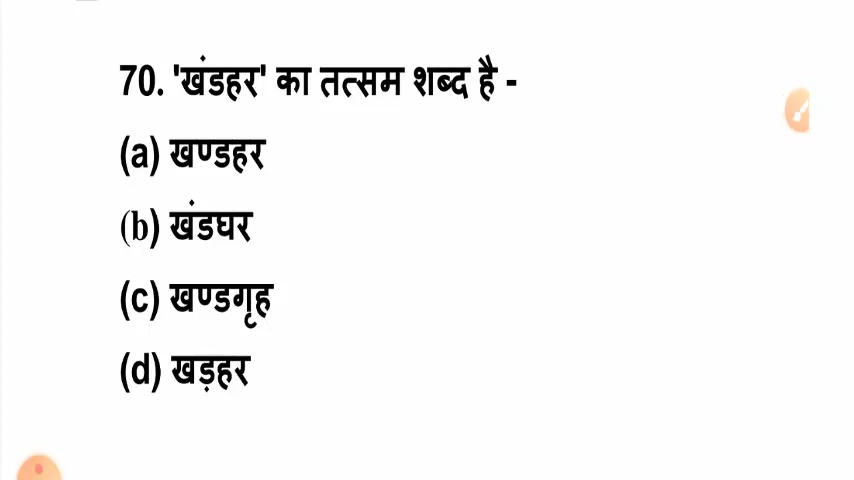 70. 'खंडहर' का तत्सम शब्द है -
(a) खण्डहर
(b) खंडघर
(c) खण्डगृह
(d) खड़हर